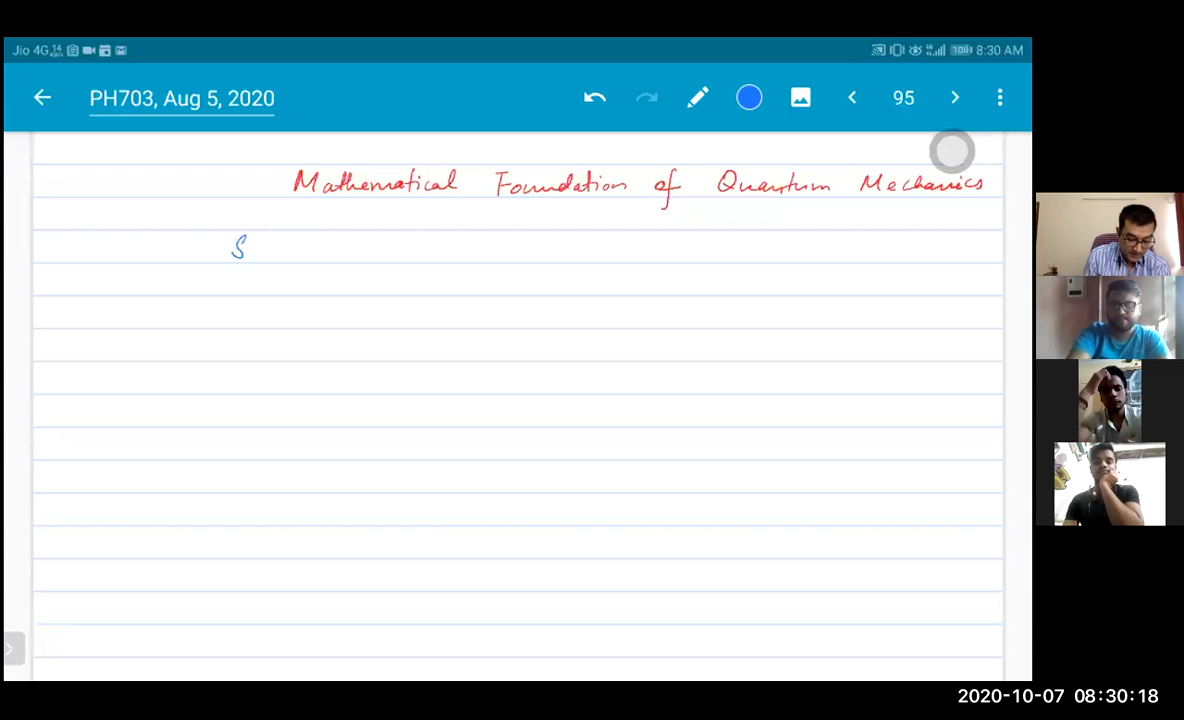 Jio 4G 8:30 AM
PH703, Aug 5, 2020 95
Mathematical Foundation of Quantum Mechanics
S
2020-10-07 08:30:18